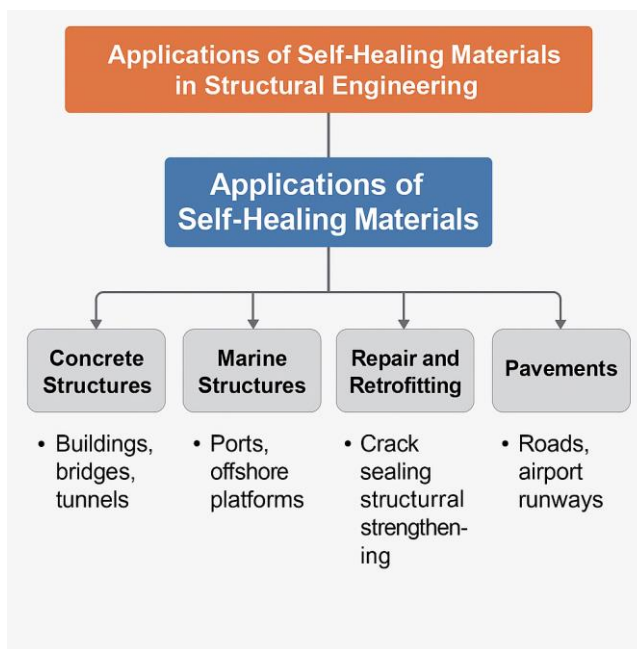 Applications of Self-Healing Materials
in Structural Engineering
Applications of
Self-Healing Materials
Concrete
Structures
• Buildings,
bridges,
tunnels
Marine
Structures
• Ports,
offshore
platforms
Repair and
Retrofitting
• Crack
sealing
structurral
strengthen-
ing
Pavements
• Roads,
airport
runways